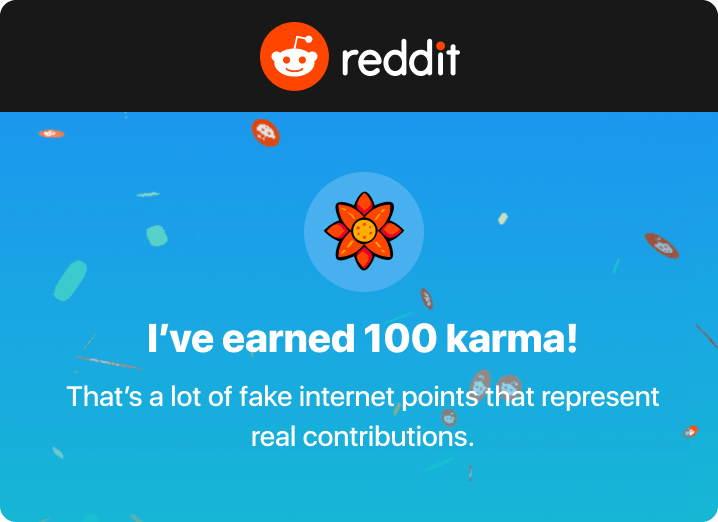 reddit
I’ve earned 100 karma!
That’s a lot of fake internet points that represent
real contributions.